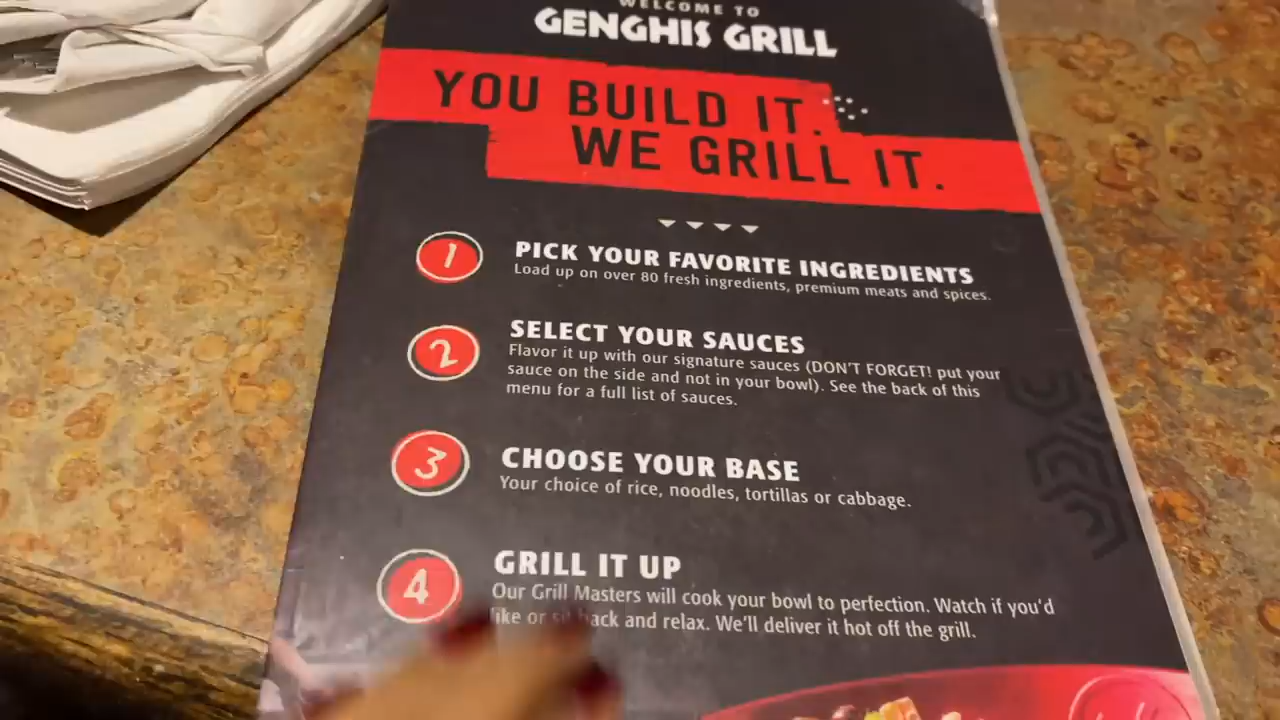 WELCOME TO
GENGHIS GRILL
YOU BUILD IT.
WE GRILL IT.
1
PICK YOUR FAVORITE INGREDIENTS
Load up on over 80 fresh ingredients, premium meats and spices.
2
SELECT YOUR SAUCES
Flavor it up with our signature sauces (DON'T FORGET! put your
sauce on the side and not in your bowl). See the back of this
menu for a full list of sauces.
3
CHOOSE YOUR BASE
Your choice of rice, noodles, tortillas or cabbage.
4
GRILL IT UP
Our Grill Masters will cook your bowl to perfection. Watch if you'd
like or sit back and relax. We'll deliver it hot off the grill.